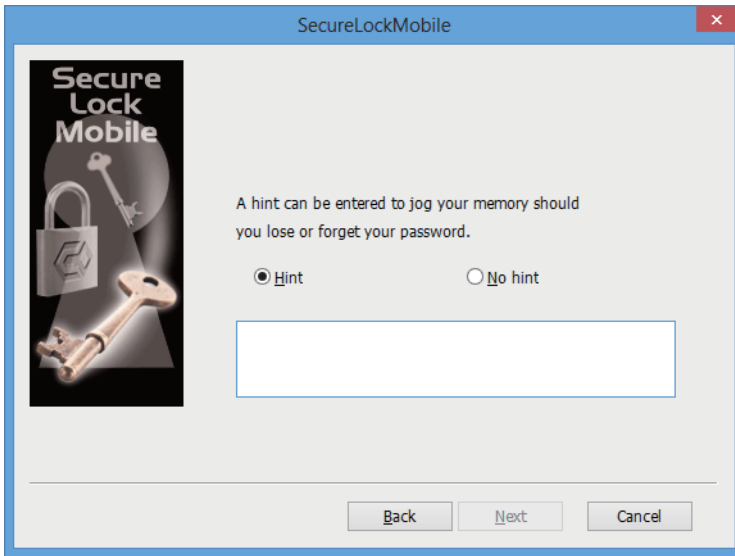 SecureLockMobile
Secure
Lock
Mobile
A hint can be entered to jog your memory should
you lose or forget your password.
Hint No hint
Back Next Cancel